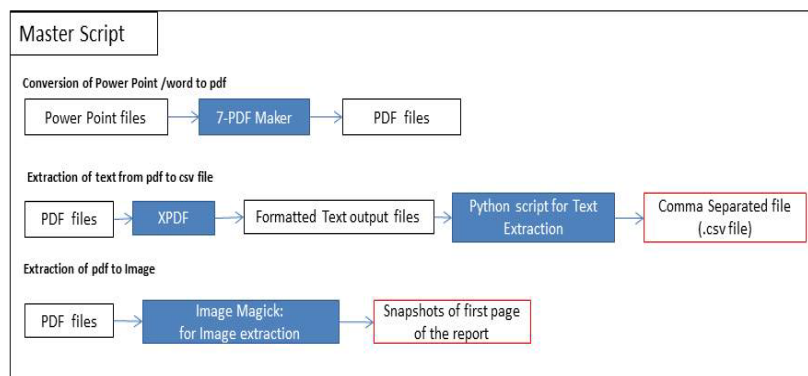 Master Script
Conversion of Power Point /word to pdf
Power Point files
7-PDF Maker
PDF files
Extraction of text from pdf to csv file
PDF files
XPDF
Formatted Text output files
Python script for Text
Extraction
Comma Separated file
(.csv file)
Extraction of pdf to Image
PDF files
Image Magick:
for Image extraction
Snapshots of first page
of the report